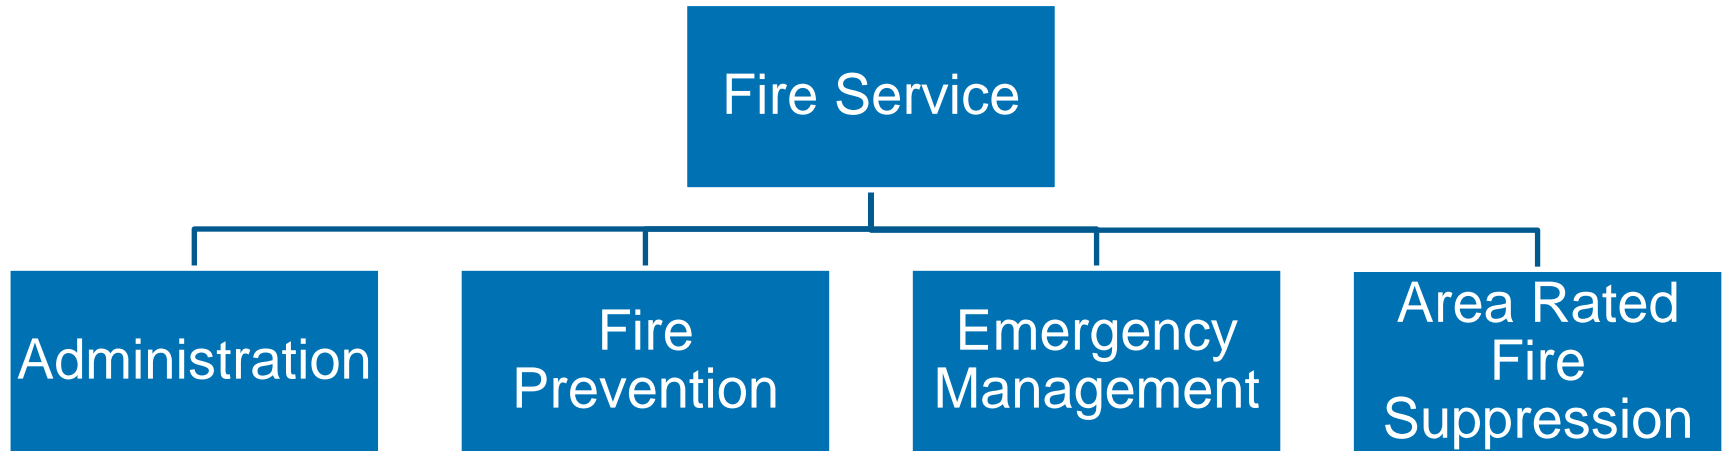 Fire Service
Administration
Fire
Prevention
Emergency
Management
Area Rated
Fire
Suppression